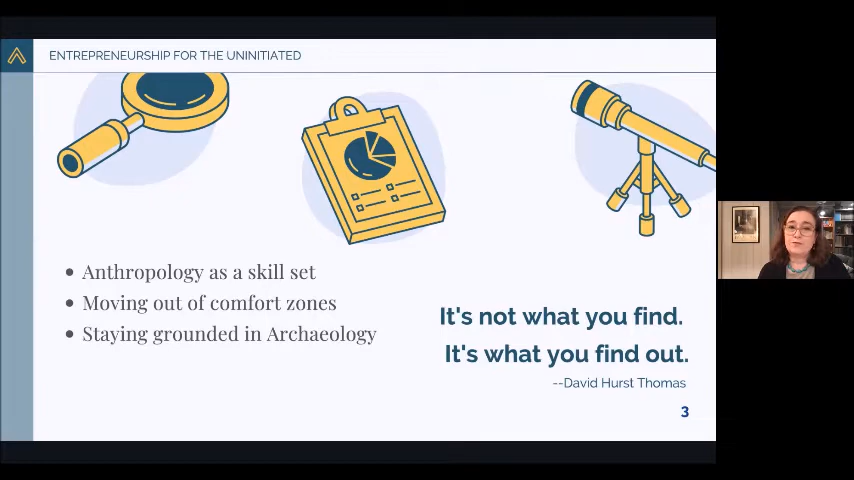 ENTREPRENEURSHIP FOR THE UNINITIATED
Anthropology as a skill set
Moving out of comfort zones
Staying grounded in Archaeology
It's not what you find.
It's what you find out.
--David Hurst Thomas
3